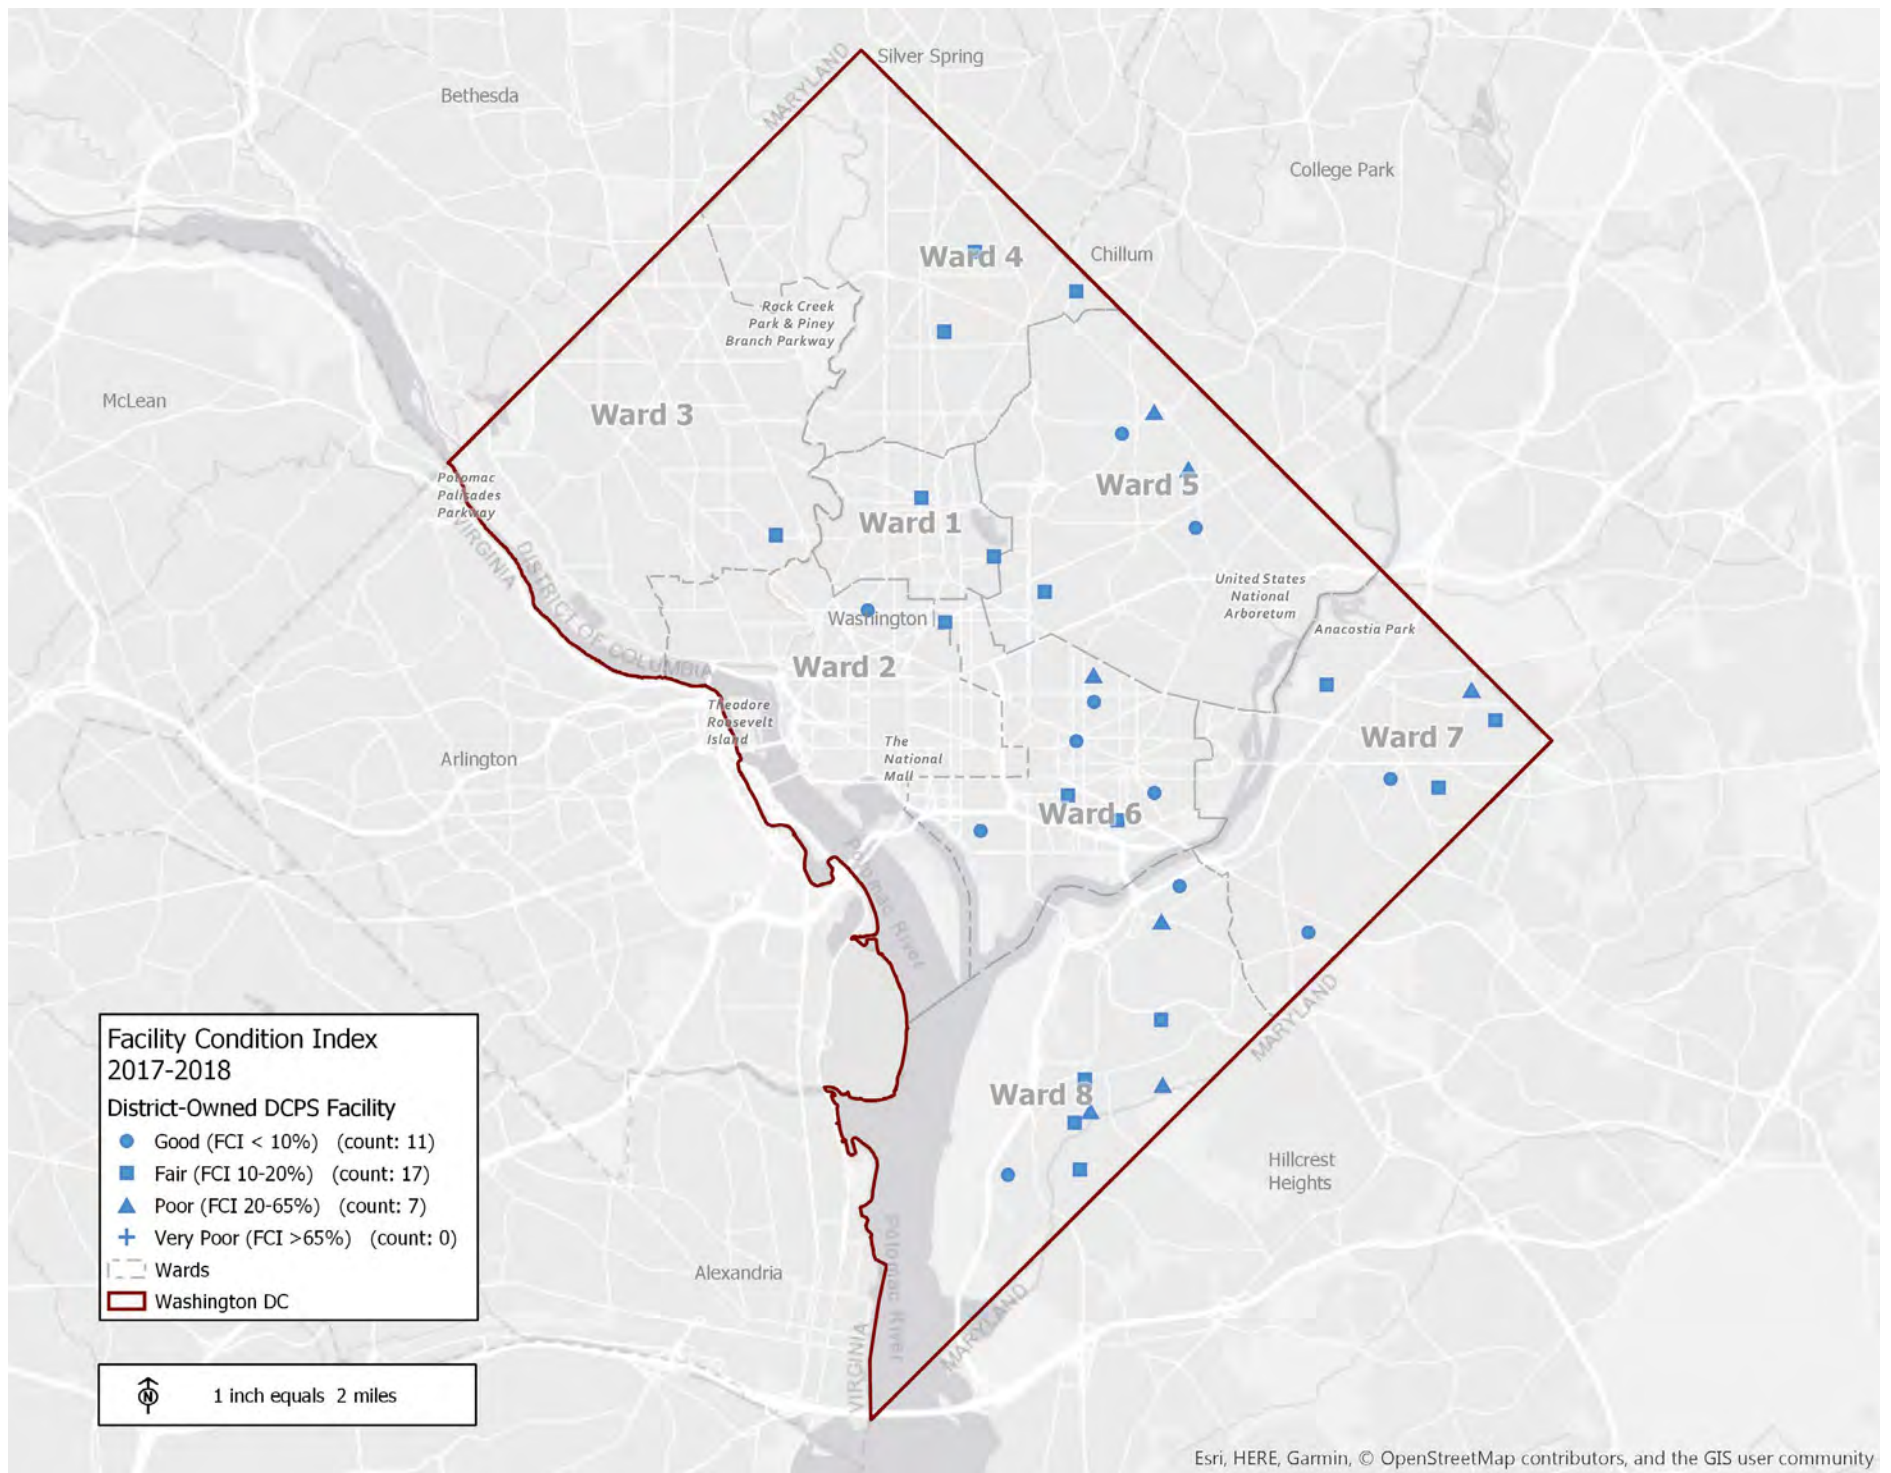 Silver Spring
MARYLAND
Bethesda
College Park
Ward 4
Chillum
Rock Creek
Park & Piney
Branch Parkway
McLean
Ward 3
Potomac
Palisades
Parkway
Ward 5
Ward 1
VIRGINIA
DISTRICT OF COLUMBIA
United States
National
Arboretum
Anacostia Park
Washington
Ward 2
Theodore
Roosevelt
Island
The
National
Mall
Ward 7
Arlington
Ward 6
Potomac River
MARYLAND
Ward 8
Hillcrest
Heights
Alexandria
Potomac River
MARYLAND
VIRGINIA
Facility Condition Index
2017-2018
District-Owned DCPS Facility
Good (FCI < 10%) (count: 11)
Fair (FCI 10-20%) (count: 17)
Poor (FCI 20-65%) (count: 7)
Very Poor (FCI >65%) (count: 0)
Wards
Washington DC
N
1 inch equals 2 miles
Esri, HERE, Garmin, © OpenStreetMap contributors, and the GIS user community